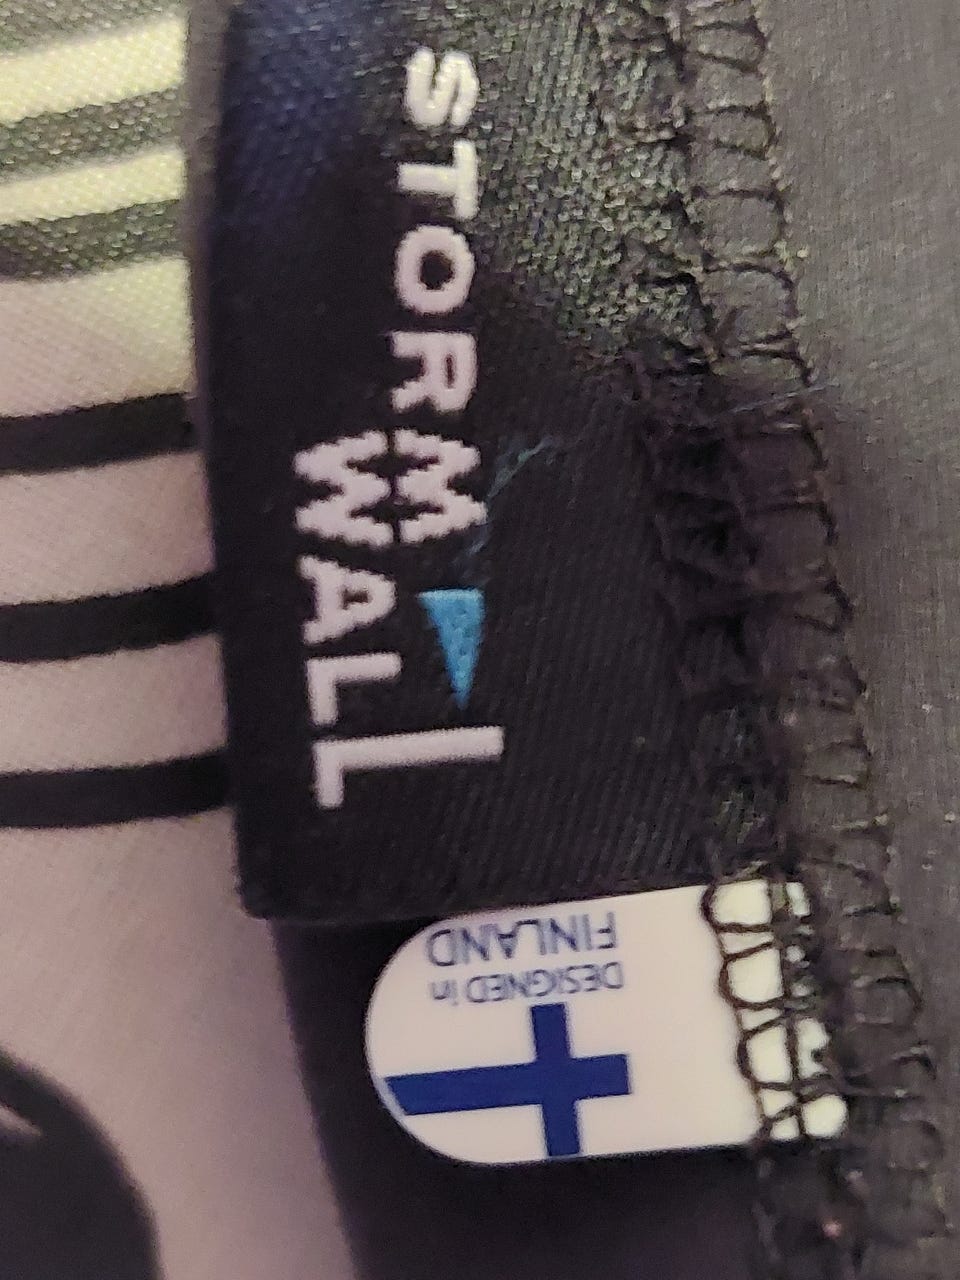 STORM
WALL
DESIGNED in
FINLAND